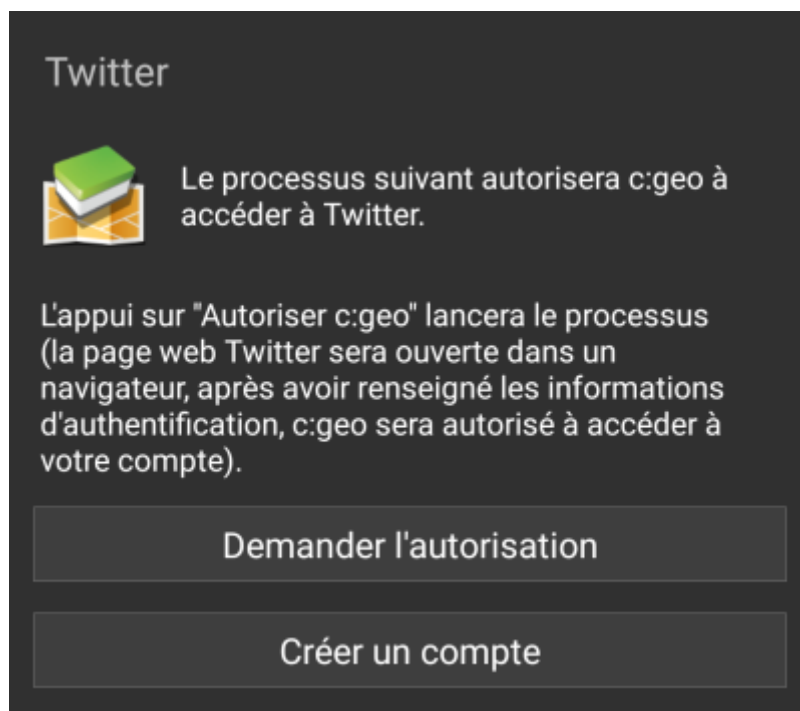 Twitter
Le processus suivant autorisera c:geo à
accéder à Twitter.
L'appui sur "Autoriser c:geo" lancera le processus
(la page web Twitter sera ouverte dans un
navigateur, après avoir renseigné les informations
d'authentification, c:geo sera autorisé à accéder à
votre compte).
Demander l'autorisation
Créer un compte